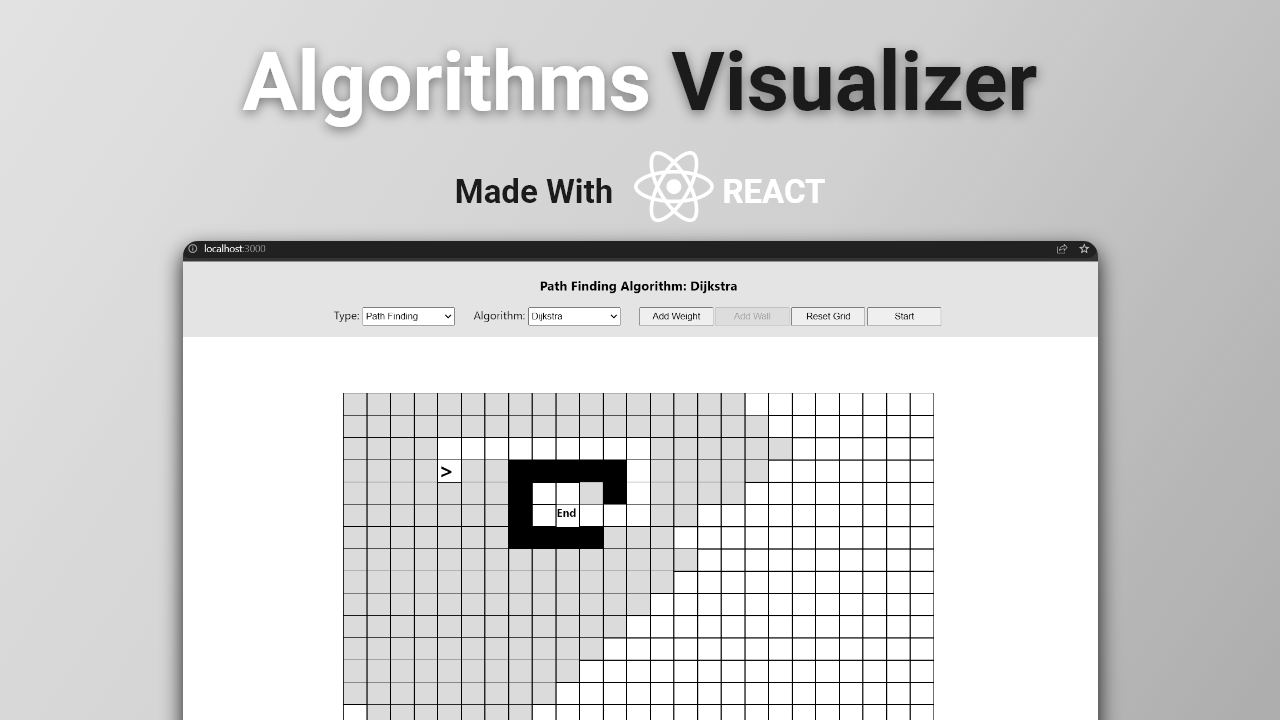 Algorithms Visualizer
Made With REACT
localhost:3000
Path Finding Algorithm: Dijkstra
Type: Path Finding Algorithm: Dijkstra Add Weight Add Wall Reset Grid Start
>
End